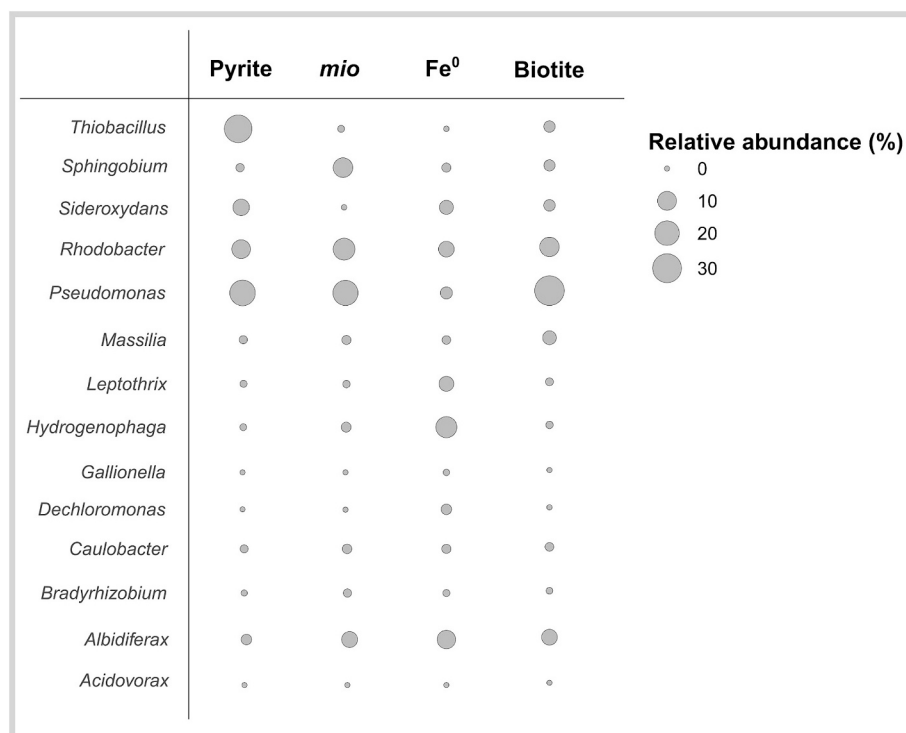 Pyrite mio Fe⁰ Biotite
Thiobacillus
Sphingobium
Sideroxydans
Rhodobacter
Pseudomonas
Massilia
Leptothrix
Hydrogenophaga
Gallionella
Dechloromonas
Caulobacter
Bradyrhizobium
Albidiferax
Acidovorax
Relative abundance (%)
0
10
20
30